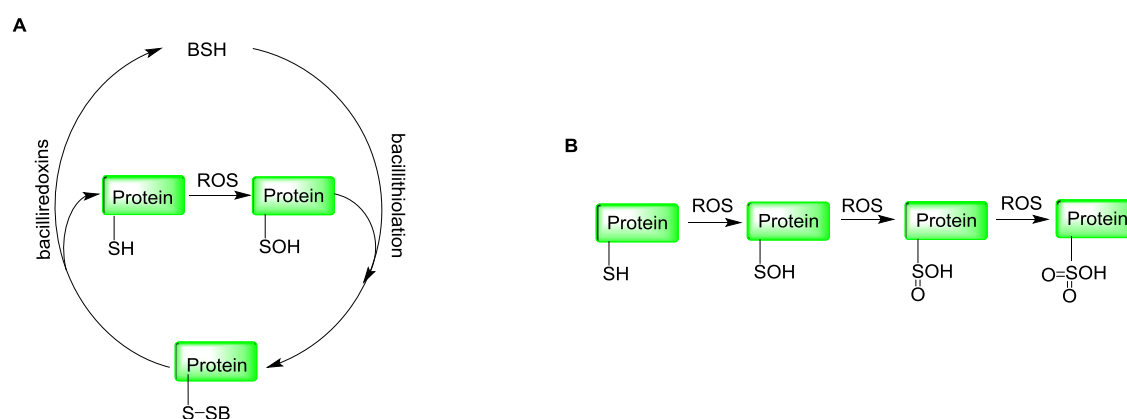 A
BSH
bacilliredoxins
bacillithiolation
Protein
SH
ROS
Protein
SOH
Protein
S–SB
B
Protein
SH
ROS
Protein
SOH
ROS
Protein
SOH
O
ROS
Protein
O=SOH
O